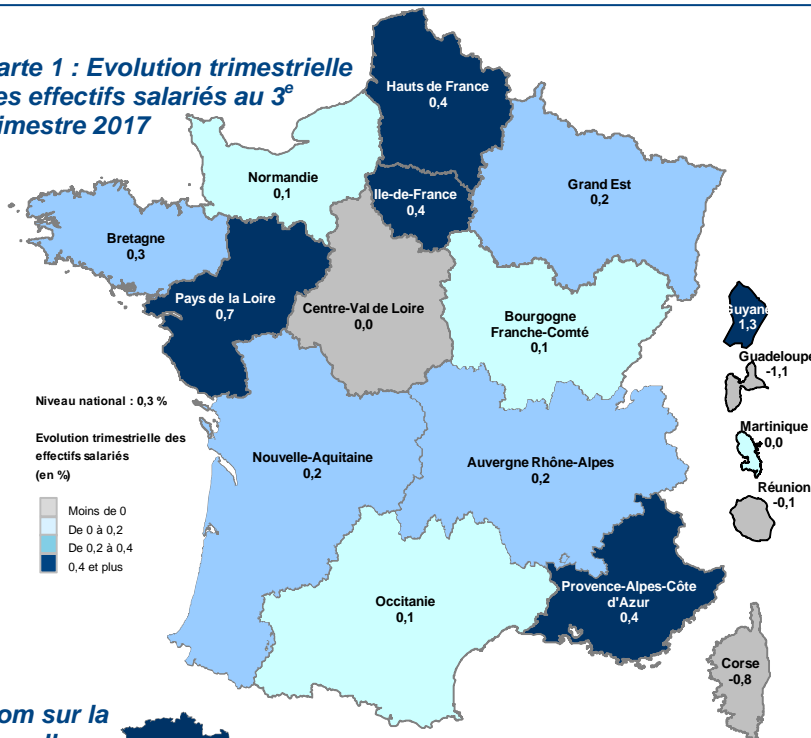 arte 1 : Evolution trimestrielle
es effectifs salariés au 3e
rimestre 2017
Hauts de France
0,4
Normandie
0,1
Ile-de-France
0,4
Grand Est
0,2
Bretagne
0,3
Pays de la Loire
0,7
Centre-Val de Loire
0,0
Bourgogne
Franche-Comté
0,1
Guyane
1,3
Guadeloupe
-1,1
Martinique
0,0
Réunion
-0,1
Niveau national : 0,3 %
Evolution trimestrielle des
effectifs salariés
(en %)
Moins de 0
De 0 à 0,2
De 0,2 à 0,4
0,4 et plus
Nouvelle-Aquitaine
0,2
Auvergne Rhône-Alpes
0,2
Occitanie
0,1
Provence-Alpes-Côte
d'Azur
0,4
Corse
-0,8
om sur la